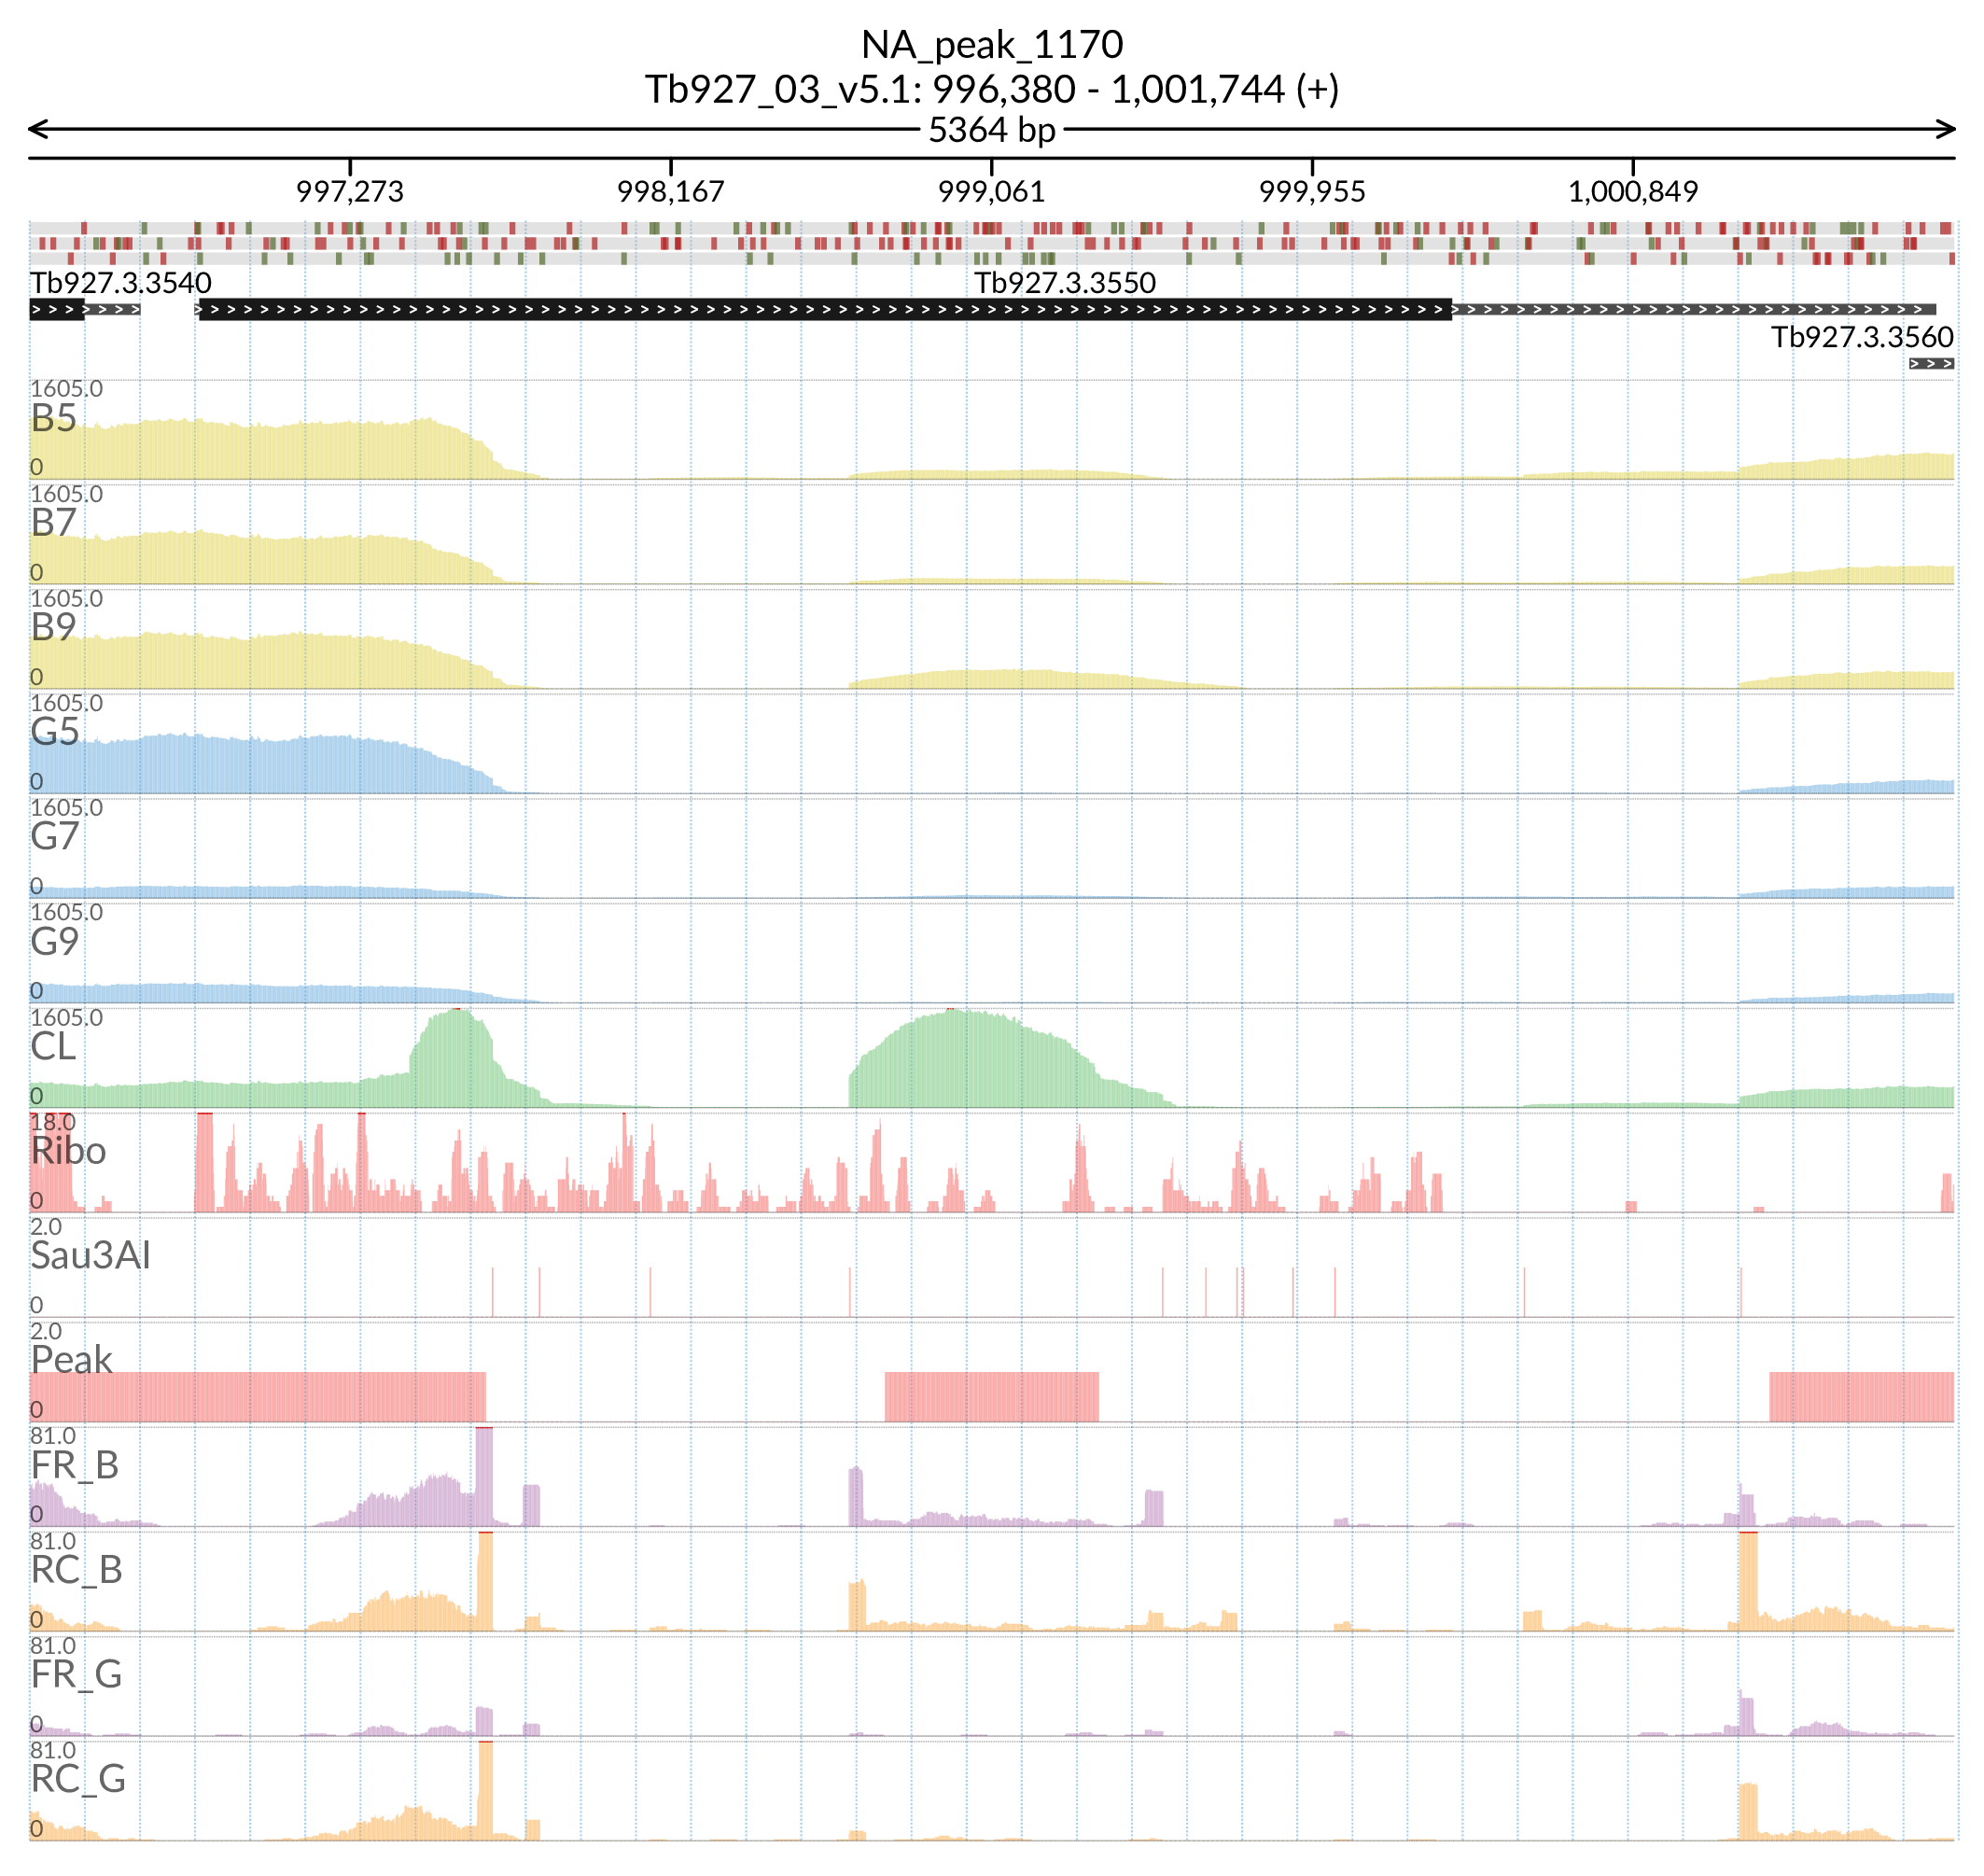 NA_peak_1170
Tb927_03_v5.1: 996,380 - 1,001,744 (+)
5364 bp
997,273 998,167 999,061 999,955 1,000,849
Tb927.3.3540 Tb927.3.3550
Tb927.3.3560
1605.0
B5
0
1605.0
B7
0
1605.0
B9
0
1605.0
G5
0
1605.0
G7
0
1605.0
G9
0
1605.0
CL
0
18.0
Ribo
0
2.0
Sau3AI
0
2.0
Peak
0
81.0
FR_B
0
81.0
RC_B
0
81.0
FR_G
0
81.0
RC_G
0